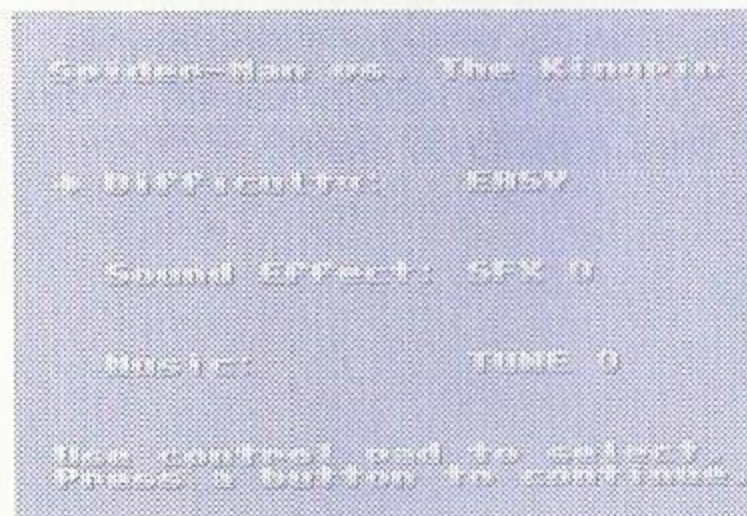 Spider-Man vs. The Kingpin
* Difficulty: EASY
Sound Effect: SFX 0
Music: TUNE 0
Use control pad to select.
Press a button to continue.